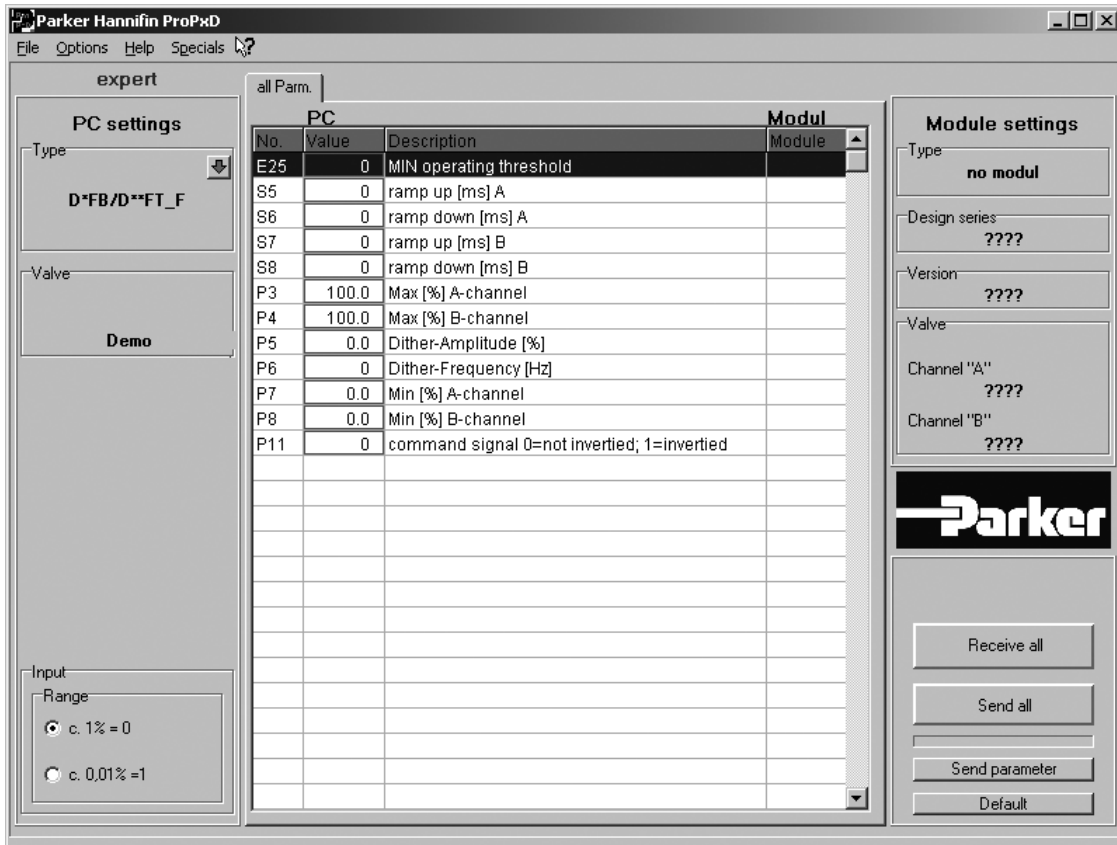 Parker Hannifin ProPxD
File Options Help Specials
expert
PC settings
Type
D*FB/D**FT_F
Valve
Demo
Input
Range
c. 1% = 0
c. 0,01% =1
all Parm.
PC Modul
No. Value Description Module
E25 0 MIN operating threshold
S5 0 ramp up [ms] A
S6 0 ramp down [ms] A
S7 0 ramp up [ms] B
S8 0 ramp down [ms] B
P3 100.0 Max [%] A-channel
P4 100.0 Max [%] B-channel
P5 0.0 Dither-Amplitude [%]
P6 0 Dither-Frequency [Hz]
P7 0.0 Min [%] A-channel
P8 0.0 Min [%] B-channel
P11 0 command signal 0=not invertied; 1=invertied
Module settings
Type
no modul
Design series
????
Version
????
Valve
Channel "A"
????
Channel "B"
????
Parker
Receive all
Send all
Send parameter
Default